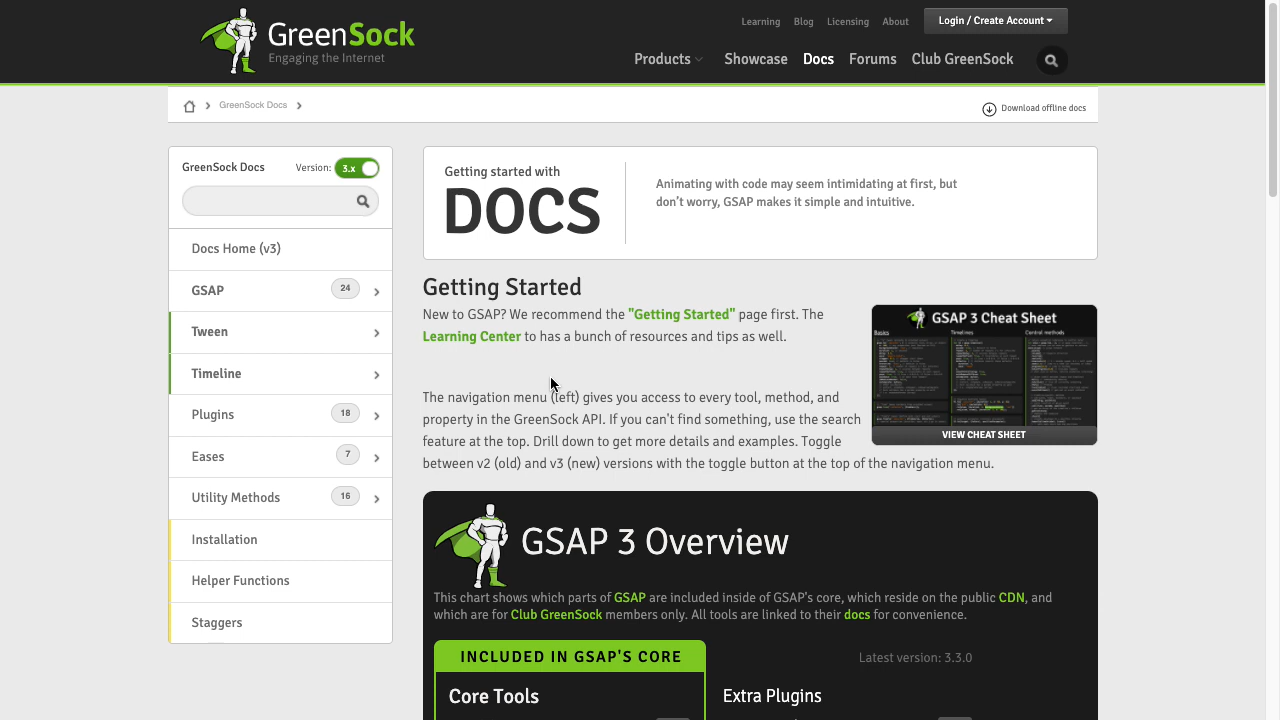 Learning Blog Licensing About Login / Create Account
GreenSock
Engaging the Internet
Products Showcase Docs Forums Club GreenSock
GreenSock Docs
Download offline docs
GreenSock Docs Version: 3.x
Docs Home (v3)
GSAP 24
Tween
Timeline
Plugins 18
Eases 7
Utility Methods 16
Installation
Helper Functions
Staggers
Getting started with
DOCS
Animating with code may seem intimidating at first, but
don't worry, GSAP makes it simple and intuitive.
Getting Started
New to GSAP? We recommend the "Getting Started" page first. The
Learning Center to has a bunch of resources and tips as well.
GSAP 3 Cheat Sheet
Basics Timelines Control methods
VIEW CHEAT SHEET
The navigation menu (left) gives you access to every tool, method, and
property in the GreenSock API. If you can't find something, use the search
feature at the top. Drill down to get more details and examples. Toggle
between v2 (old) and v3 (new) versions with the toggle button at the top of the navigation menu.
GSAP 3 Overview
This chart shows which parts of GSAP are included inside of GSAP's core, which reside on the public CDN, and
which are for Club GreenSock members only. All tools are linked to their docs for convenience.
INCLUDED IN GSAP'S CORE
Latest version: 3.3.0
Core Tools
Extra Plugins